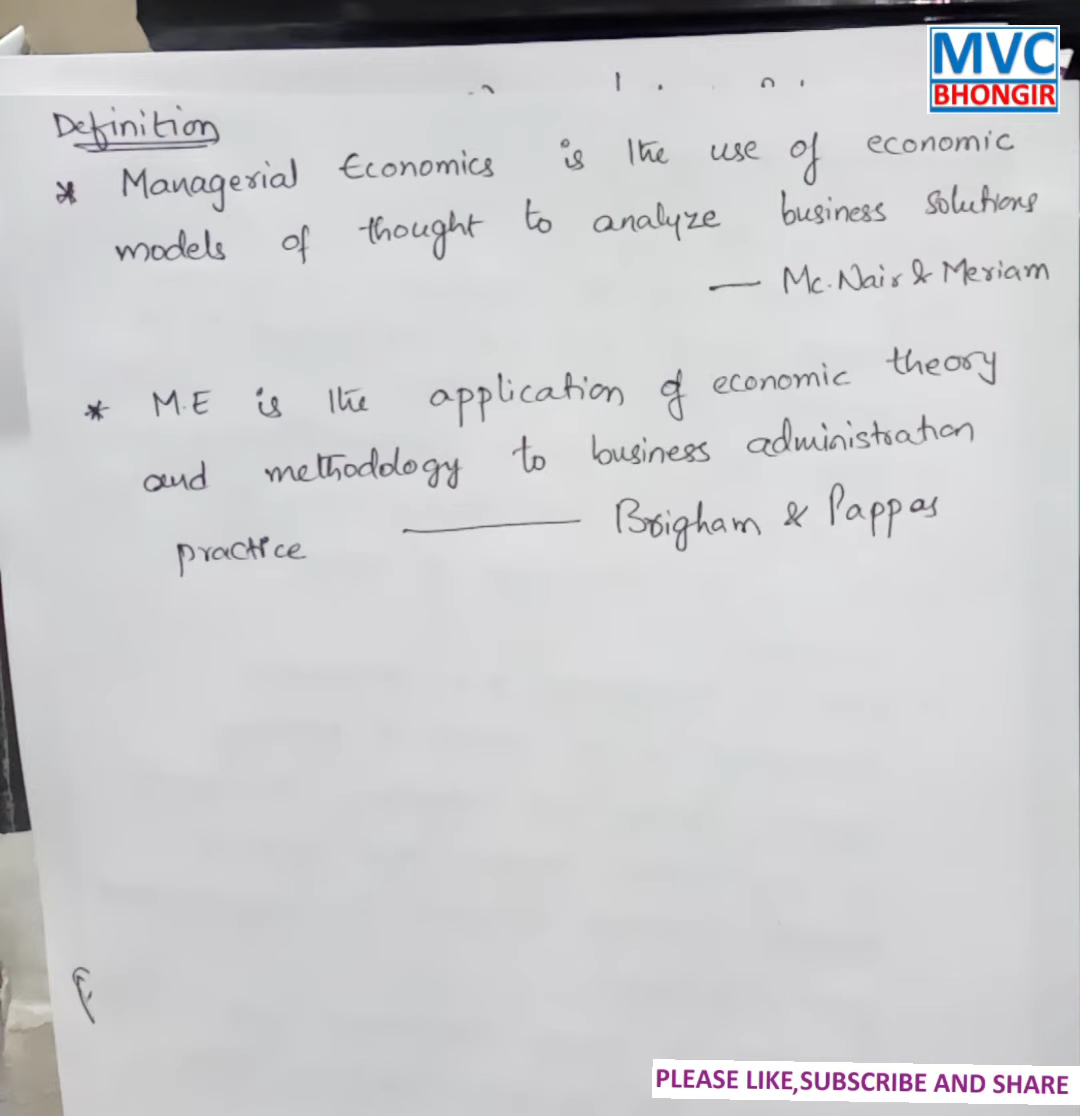 MVC
BHONGIR
Definition
* Managerial Economics is the use of economic
models of thought to analyze business solutions
— Mc.Nair & Meriam
* M.E is the application of economic theory
and methodology to business administration
practice — Brigham & Pappas
PLEASE LIKE,SUBSCRIBE AND SHARE